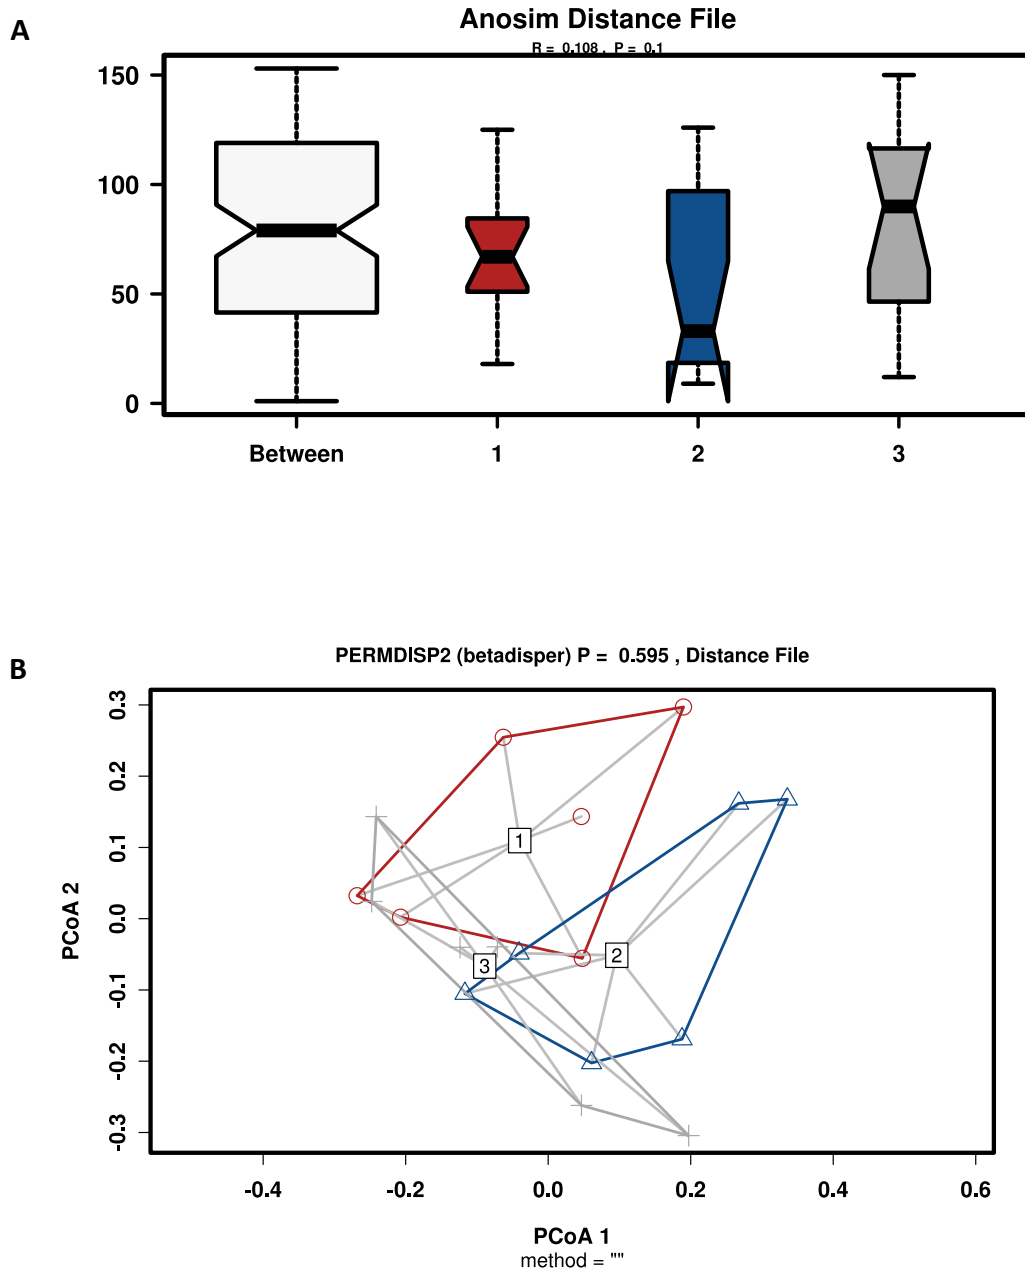 A
Anosim Distance File
R = 0.108 , P = 0.1
150
100
50
0
Between 1 2 3
B
PERMDISP2 (betadisper) P = 0.595 , Distance File
PCoA 2
0.3
0.2
0.1
0.0
-0.1
-0.2
-0.3
1
2
3
-0.4 -0.2 0.0 0.2 0.4 0.6
PCoA 1
method = ""